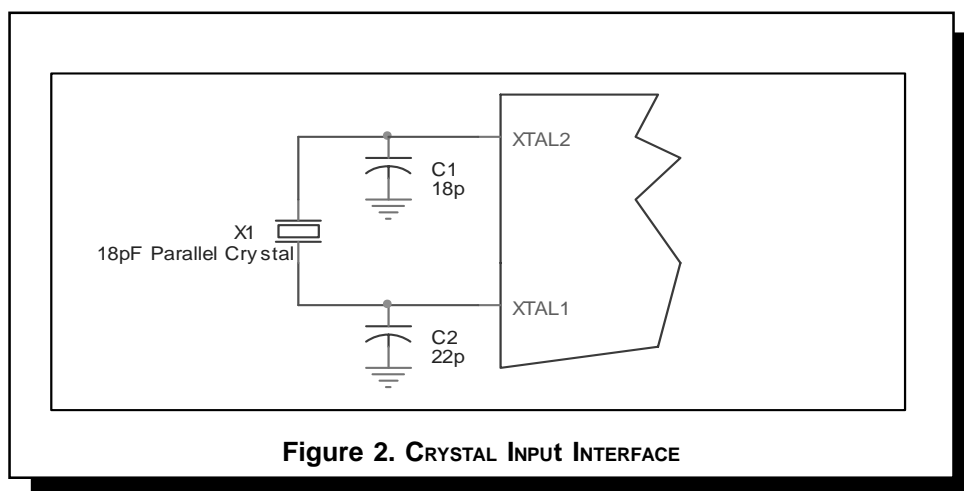 XTAL2
C1
18p
X1
18pF Parallel Crystal
XTAL1
C2
22p
Figure 2. CRYSTAL INPUt INTERFACE